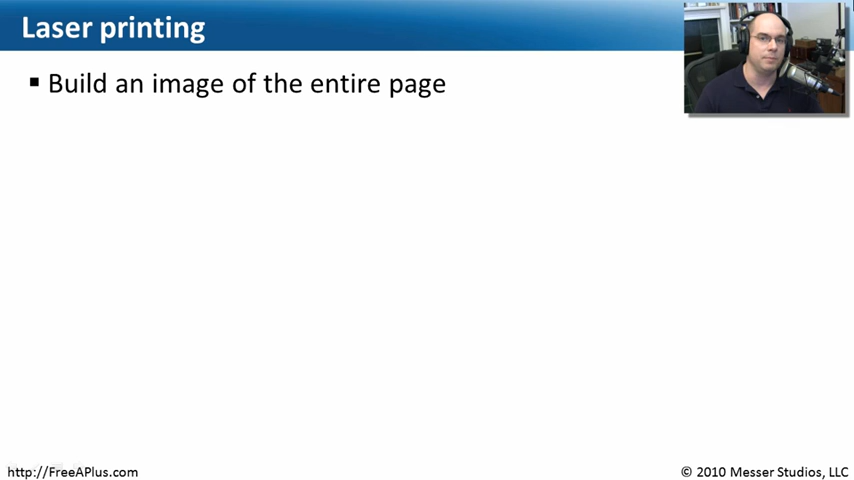 Laser printing
▪ Build an image of the entire page
http://FreeAPlus.com
© 2010 Messer Studios, LLC